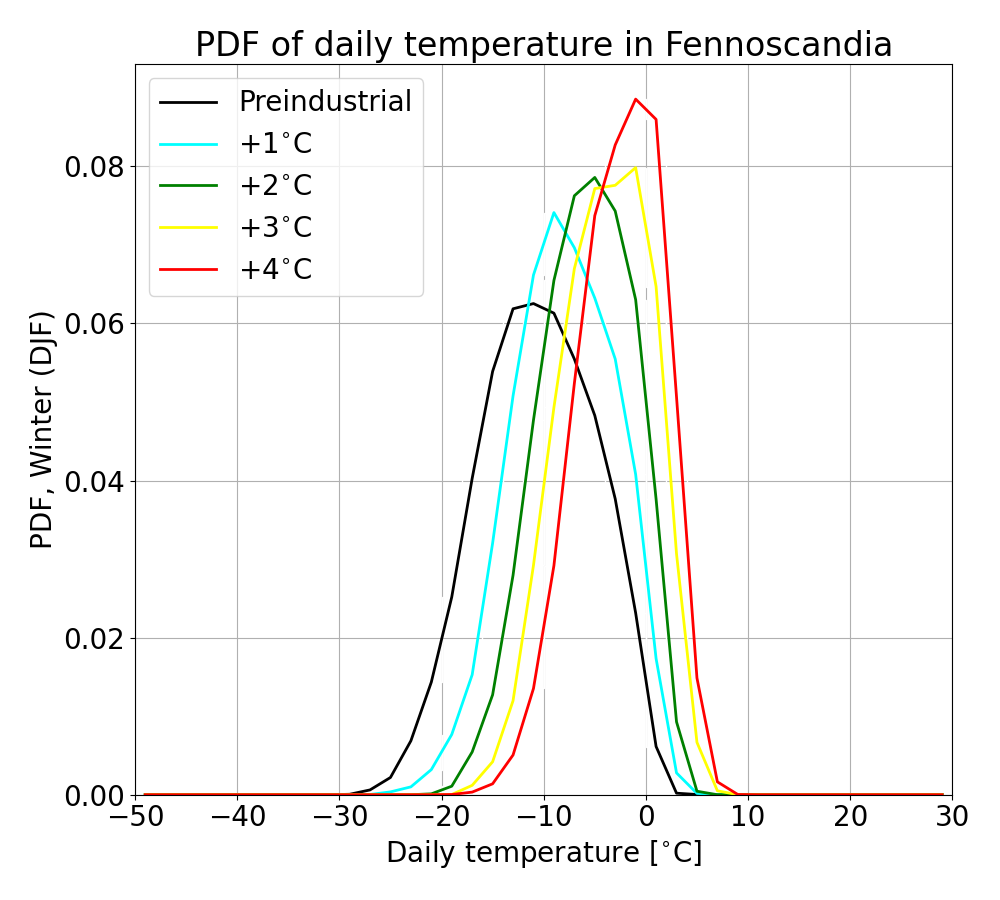 PDF of daily temperature in Fennoscandia
Preindustrial
+1°C
+2°C
+3°C
+4°C
PDF, Winter (DJF)
0.08
0.06
0.04
0.02
0.00
−50 −40 −30 −20 −10 0 10 20 30
Daily temperature [°C]